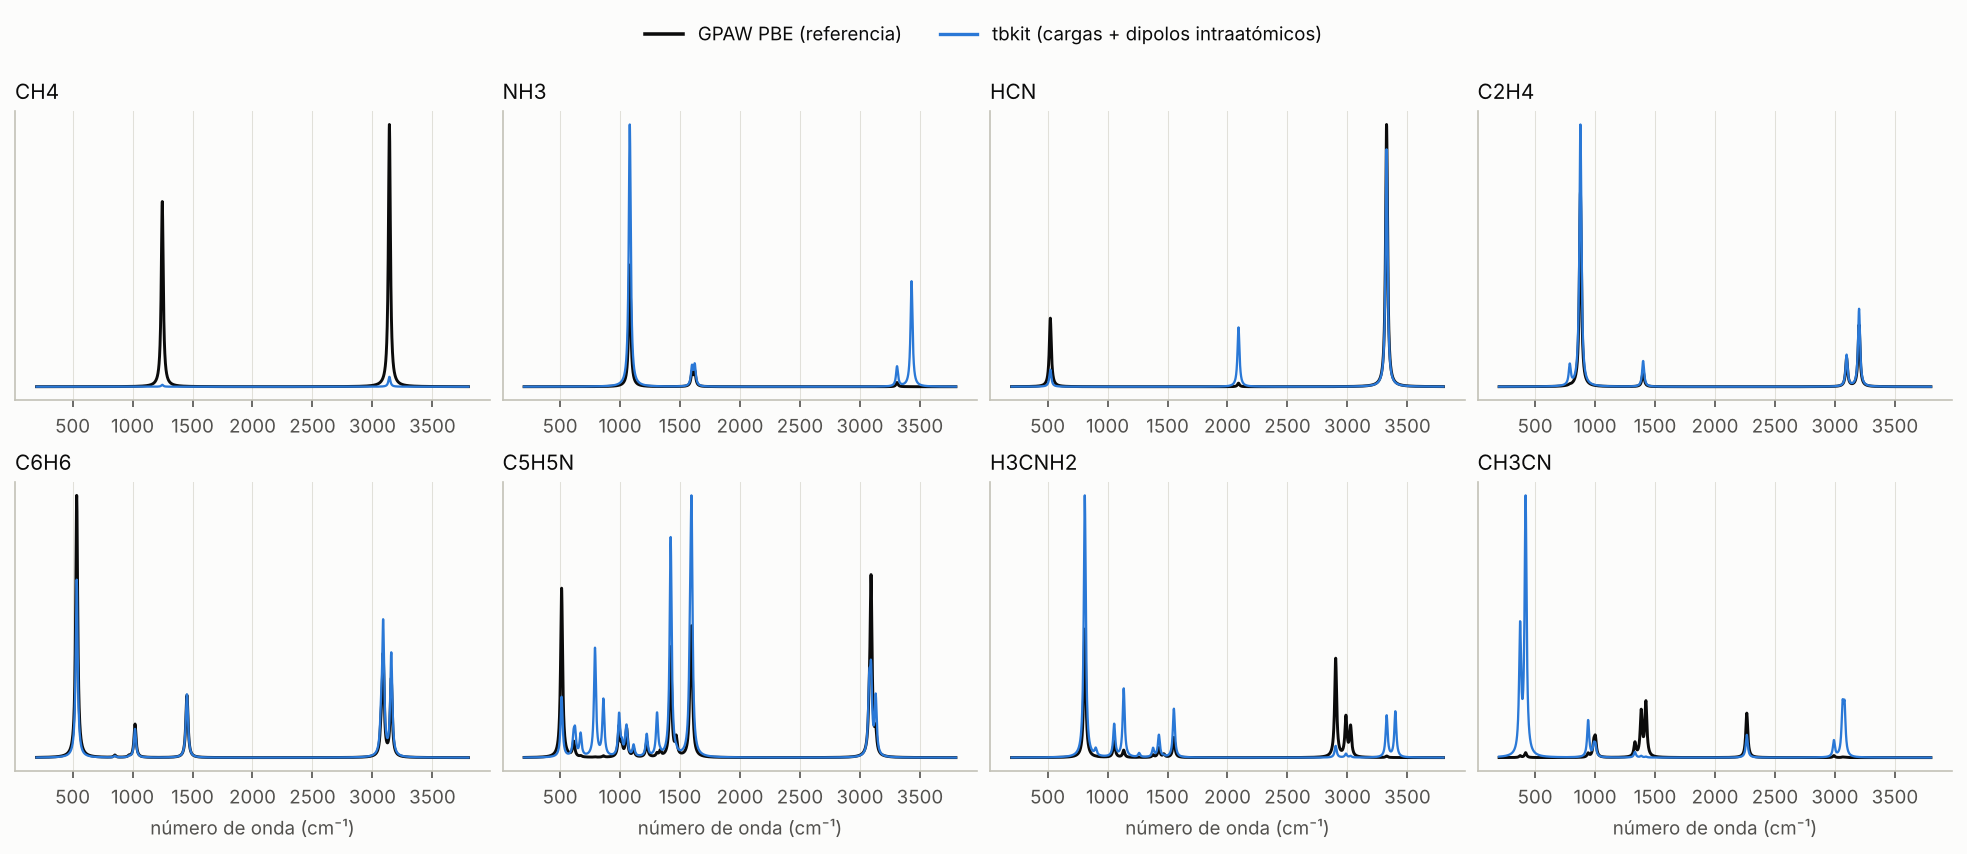 GPAW PBE (referencia) tbkit (cargas + dipolos intraatómicos)
CH4 NH3 HCN C2H4
500 1000 1500 2000 2500 3000 3500 500 1000 1500 2000 2500 3000 3500 500 1000 1500 2000 2500 3000 3500 500 1000 1500 2000 2500 3000 3500
C6H6 C5H5N H3CNH2 CH3CN
500 1000 1500 2000 2500 3000 3500 500 1000 1500 2000 2500 3000 3500 500 1000 1500 2000 2500 3000 3500 500 1000 1500 2000 2500 3000 3500
número de onda (cm⁻¹) número de onda (cm⁻¹) número de onda (cm⁻¹) número de onda (cm⁻¹)